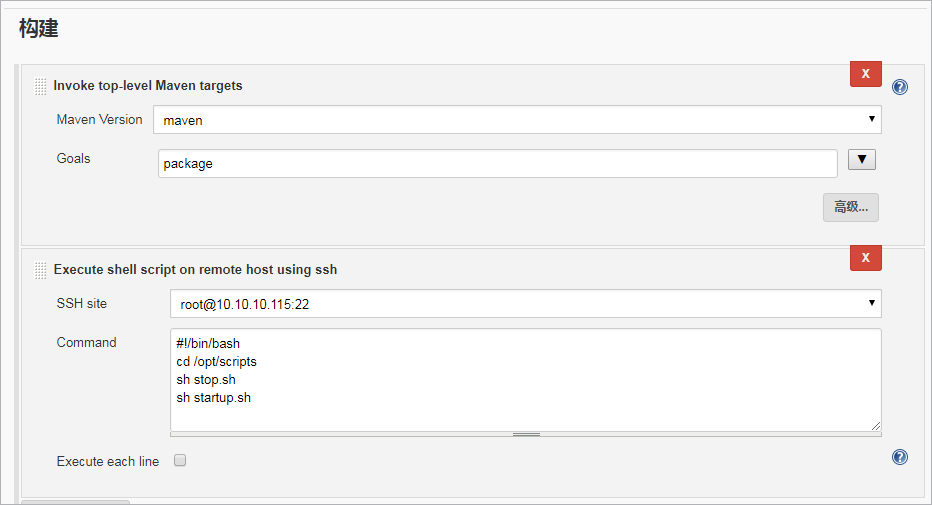 构建
Invoke top-level Maven targets
X
Maven Version
maven
Goals
package
高级...
Execute shell script on remote host using ssh
X
SSH site
root@10.10.10.115:22
Command
#!/bin/bash
cd /opt/scripts
sh stop.sh
sh startup.sh
Execute each line